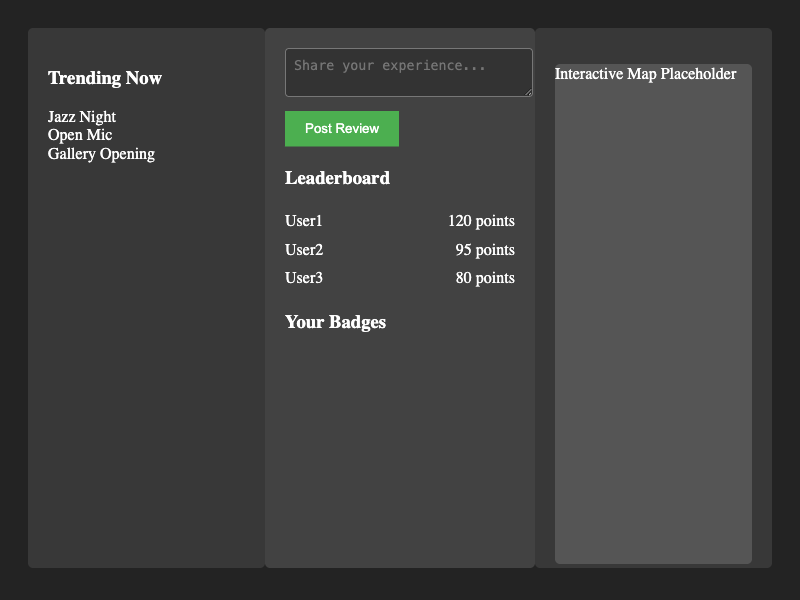 Trending Now
Jazz Night
Open Mic
Gallery Opening
Share your experience...
Post Review
Leaderboard
User1 120 points
User2 95 points
User3 80 points
Your Badges
Interactive Map Placeholder